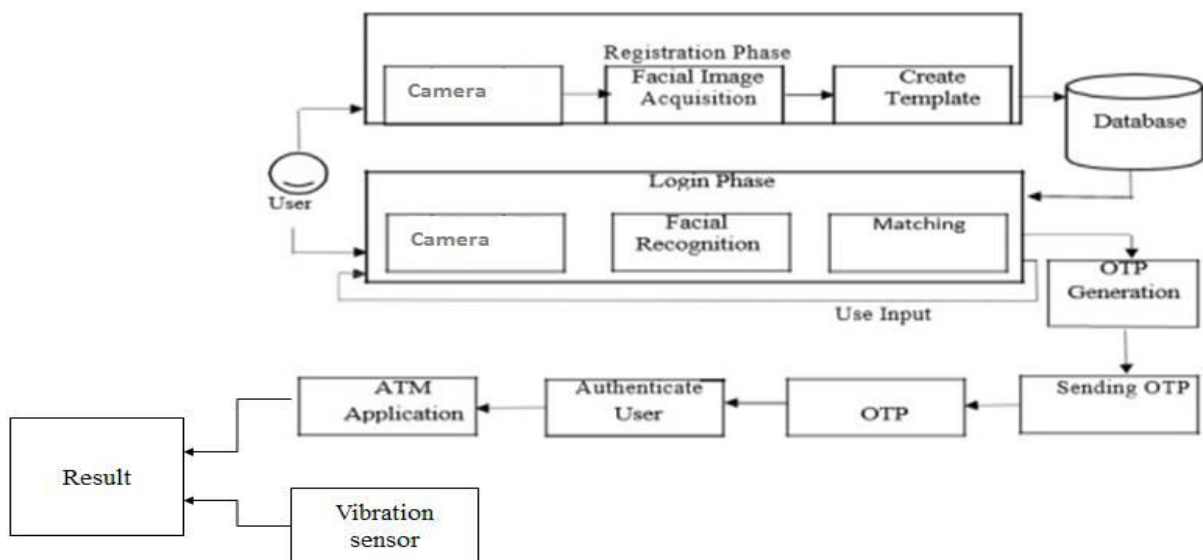 Registration Phase
Camera
Facial Image
Acquisition
Create
Template
Database
User
Login Phase
Camera
Facial
Recognition
Matching
OTP
Generation
Use Input
Sending OTP
OTP
Authenticate
User
ATM
Application
Result
Vibration
sensor